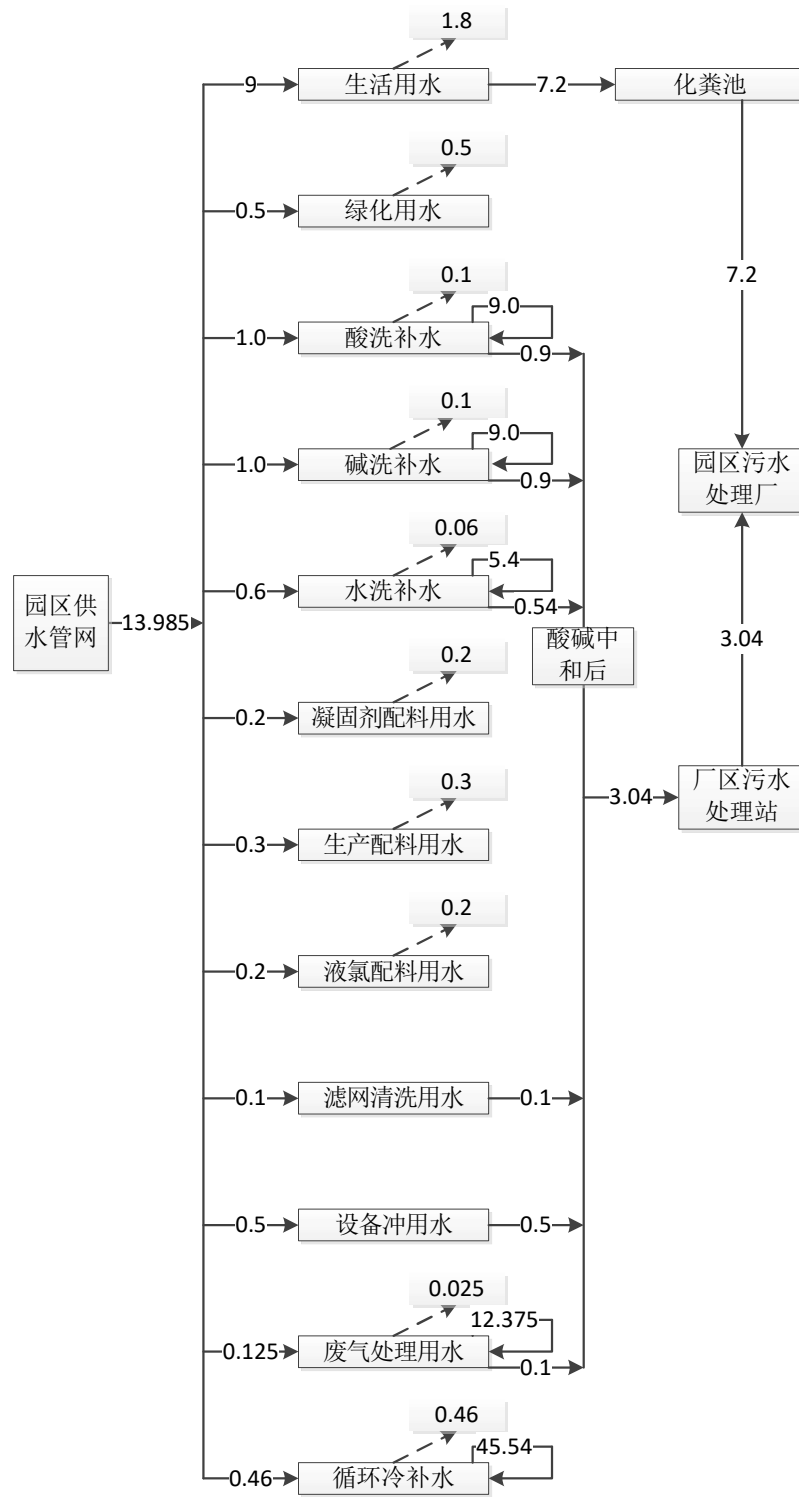 1.8
9
生活用水
7.2
化粪池
0.5
0.5
绿化用水
7.2
0.1
9.0
1.0
酸洗补水
0.9
0.1
9.0
1.0
碱洗补水
0.9
园区污水
处理厂
0.06
5.4
0.6
水洗补水
0.54
园区供
水管网
13.985
酸碱中
和后
3.04
0.2
0.2
凝固剂配料用水
0.3
3.04
厂区污水
处理站
0.3
生产配料用水
0.2
0.2
液氯配料用水
0.1
滤网清洗用水
0.1
0.5
设备冲用水
0.5
0.025
12.375
0.125
废气处理用水
0.1
0.46
45.54
0.46
循环冷补水